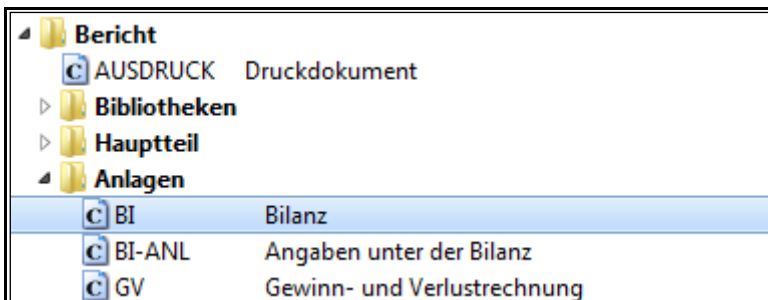 Bericht
AUSDRUCK Druckdokument
Bibliotheken
Hauptteil
Anlagen
BI Bilanz
BI-ANL Angaben unter der Bilanz
GV Gewinn- und Verlustrechnung